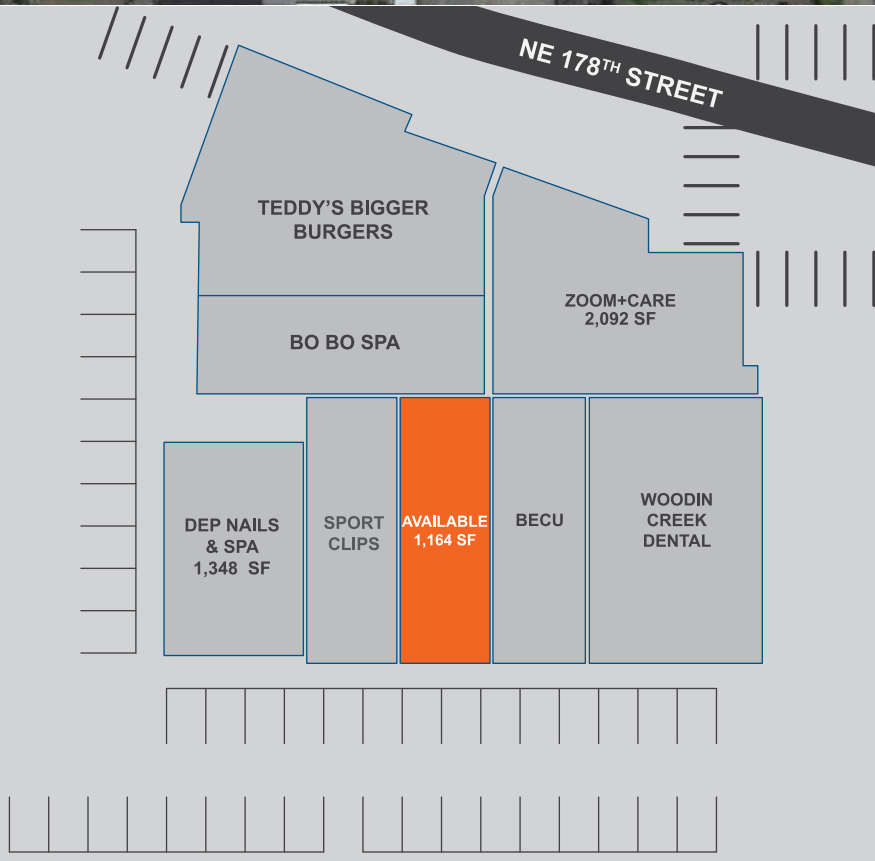 NE 178TH STREET
TEDDY'S BIGGER
BURGERS
ZOOM+CARE
2,092 SF
BO BO SPA
DEP NAILS
& SPA
1,348 SF
SPORT
CLIPS
AVAILABLE
1,164 SF
BECU
WOODIN
CREEK
DENTAL